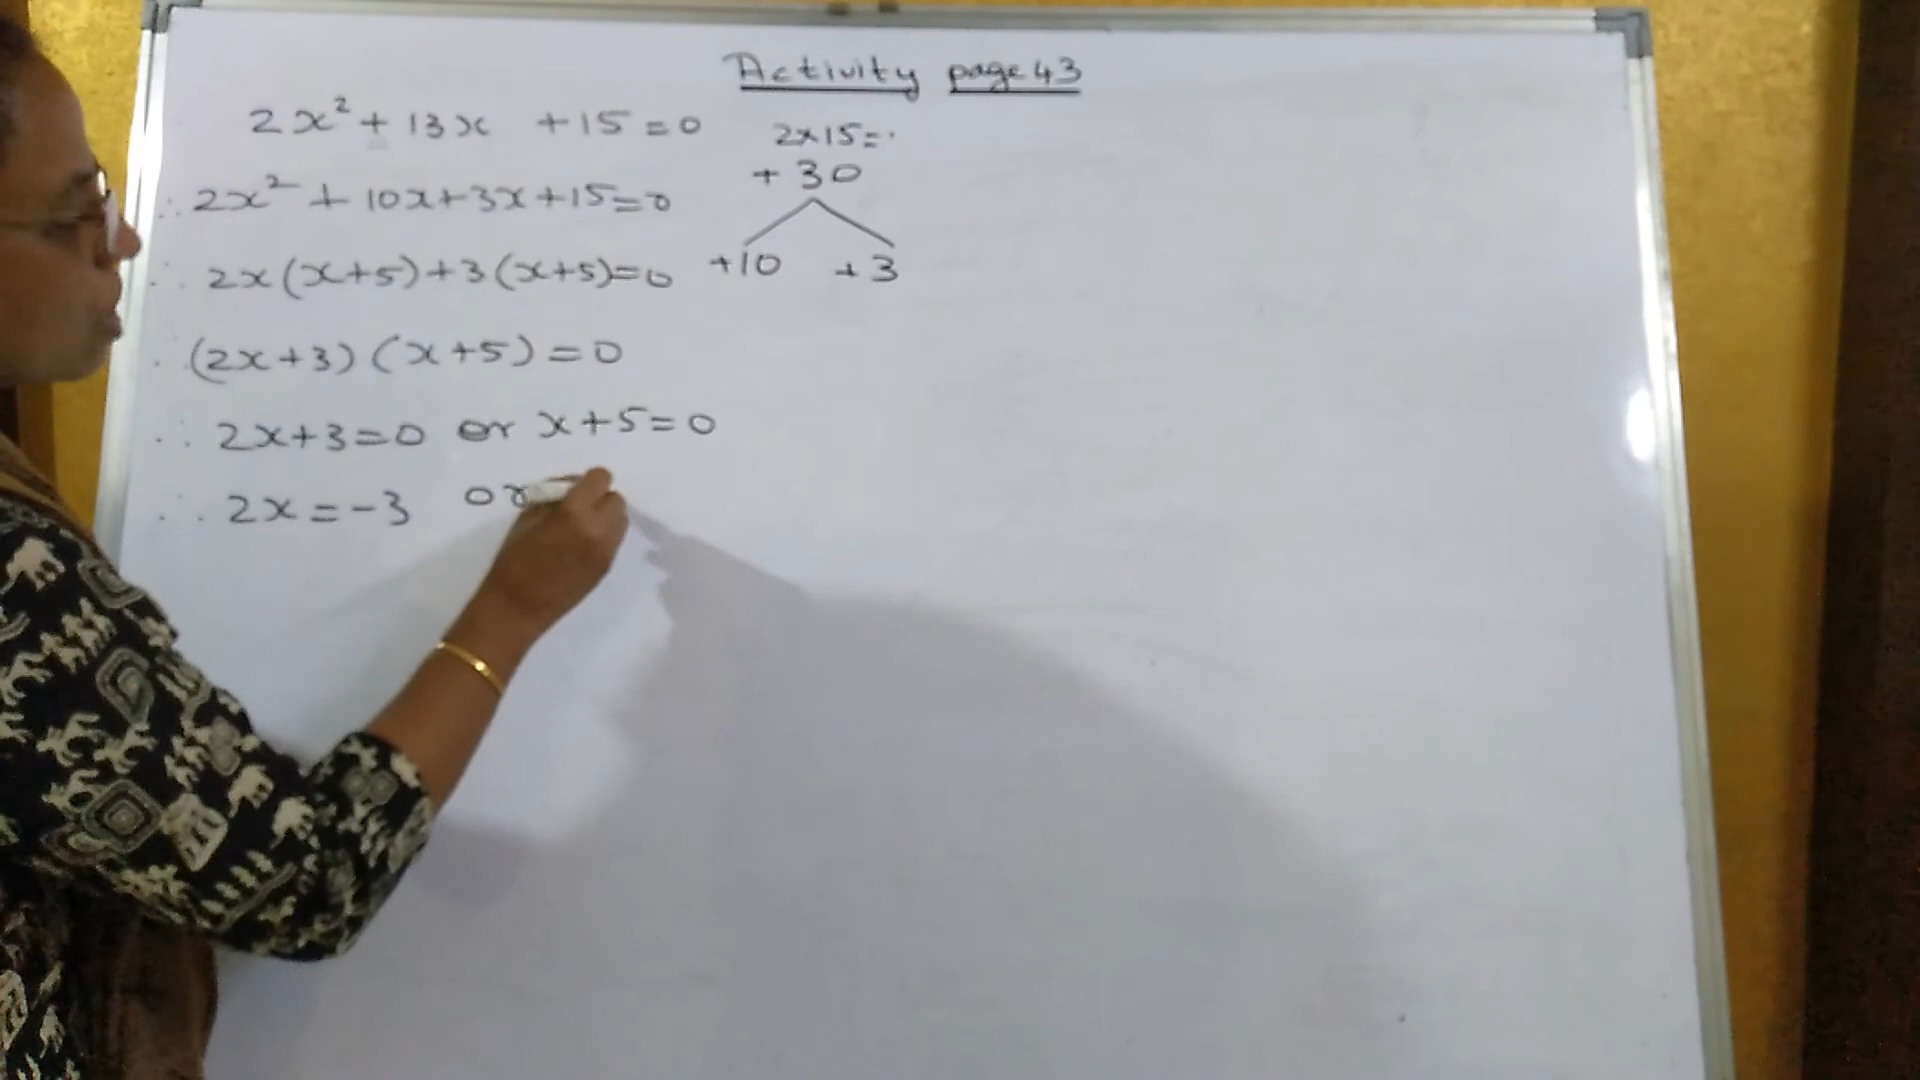 Activity page 43
2x² + 13x + 15 = 0
2x² + 10x + 3x + 15 = 0
2x(x+5) + 3(x+5) = 0
(2x+3)(x+5) = 0
∴ 2x+3=0 or x+5=0
∴ 2x = -3 or
2×15=
+30
+10 +3